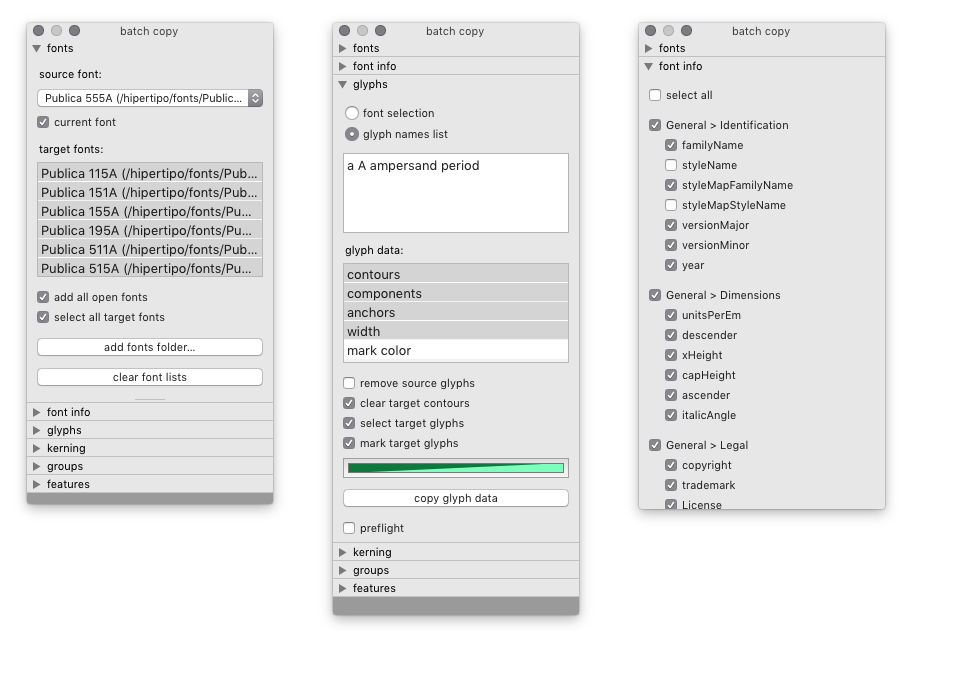 batch copy
fonts
source font:
Publica 555A (/hipertipo/fonts/Public...
current font
target fonts:
Publica 115A (/hipertipo/fonts/Pub...
Publica 151A (/hipertipo/fonts/Pub...
Publica 155A (/hipertipo/fonts/Pu...
Publica 195A (/hipertipo/fonts/Pu...
Publica 511A (/hipertipo/fonts/Pub...
Publica 515A (/hipertipo/fonts/Pu...
add all open fonts
select all target fonts
add fonts folder...
clear font lists
font info
glyphs
kerning
groups
features
batch copy
fonts
font info
glyphs
font selection
glyph names list
a A ampersand period
glyph data:
contours
components
anchors
width
mark color
remove source glyphs
clear target contours
select target glyphs
mark target glyphs
copy glyph data
preflight
kerning
groups
features
batch copy
fonts
font info
select all
General > Identification
familyName
styleName
styleMapFamilyName
styleMapStyleName
versionMajor
versionMinor
year
General > Dimensions
unitsPerEm
descender
xHeight
capHeight
ascender
italicAngle
General > Legal
copyright
trademark
License